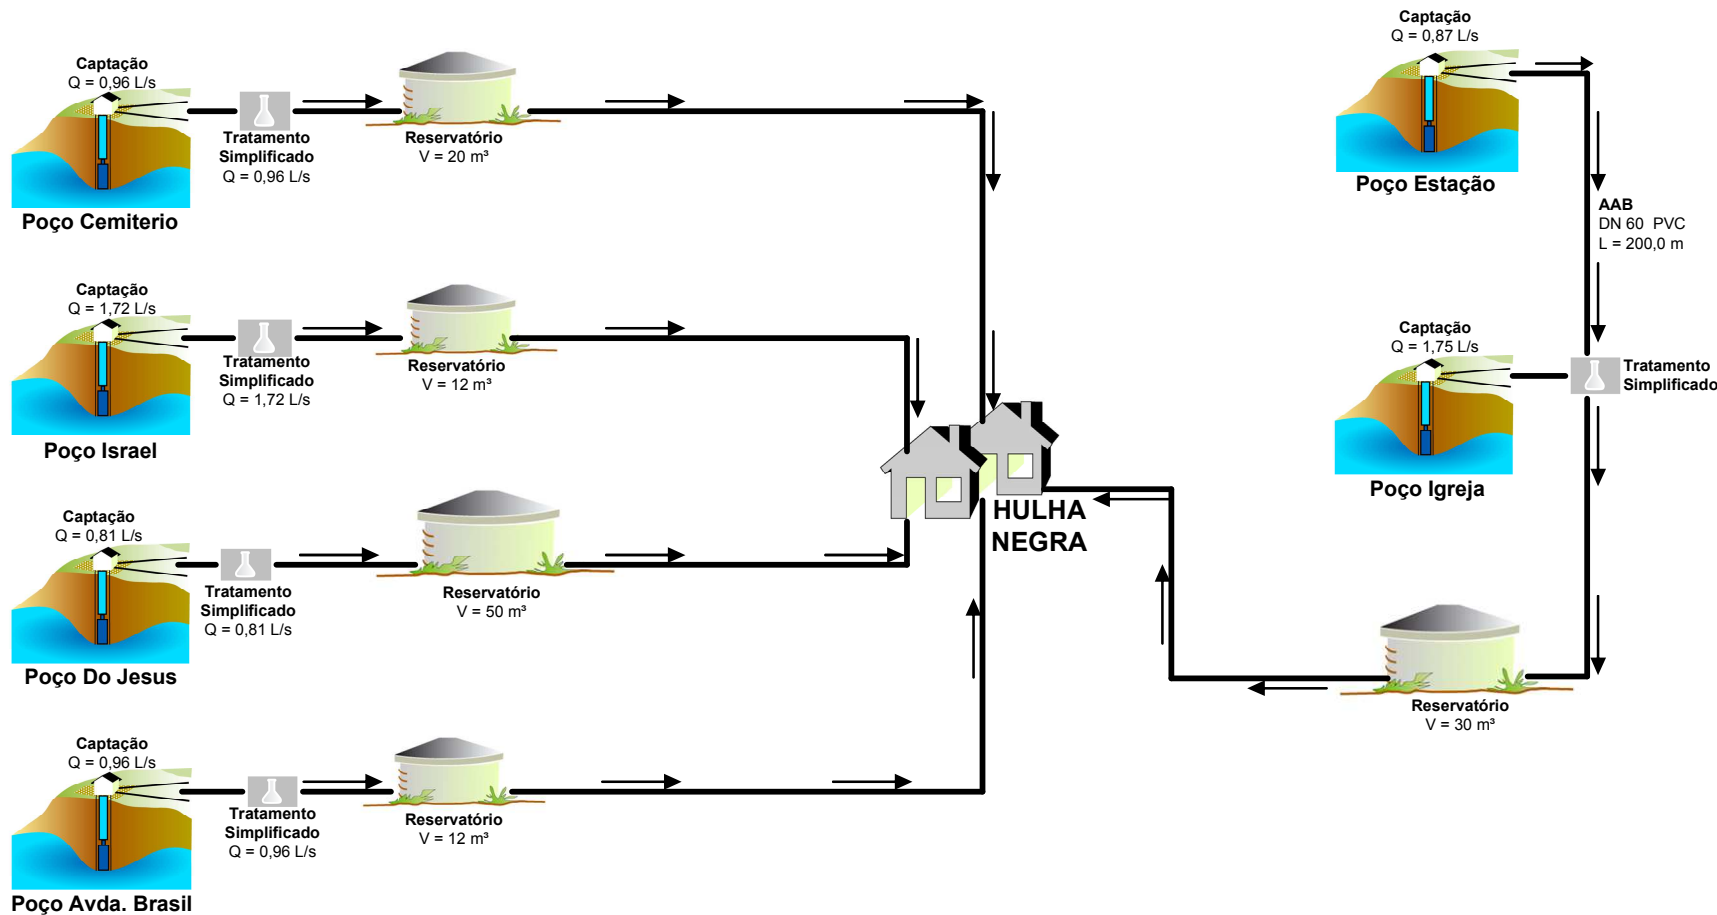 Captação
Q = 0,96 L/s
Tratamento
Simplificado
Q = 0,96 L/s
Reservatório
V = 20 m³
Poço Cemiterio
Captação
Q = 1,72 L/s
Tratamento
Simplificado
Q = 1,72 L/s
Reservatório
V = 12 m³
Poço Israel
Captação
Q = 0,81 L/s
Tratamento
Simplificado
Q = 0,81 L/s
Reservatório
V = 50 m³
Poço Do Jesus
Captação
Q = 0,96 L/s
Tratamento
Simplificado
Q = 0,96 L/s
Reservatório
V = 12 m³
Poço Avda. Brasil
HULHA
NEGRA
Captação
Q = 0,87 L/s
Poço Estação
AAB
DN 60  PVC
L = 200,0 m
Captação
Q = 1,75 L/s
Tratamento
Simplificado
Poço Igreja
Reservatório
V = 30 m³